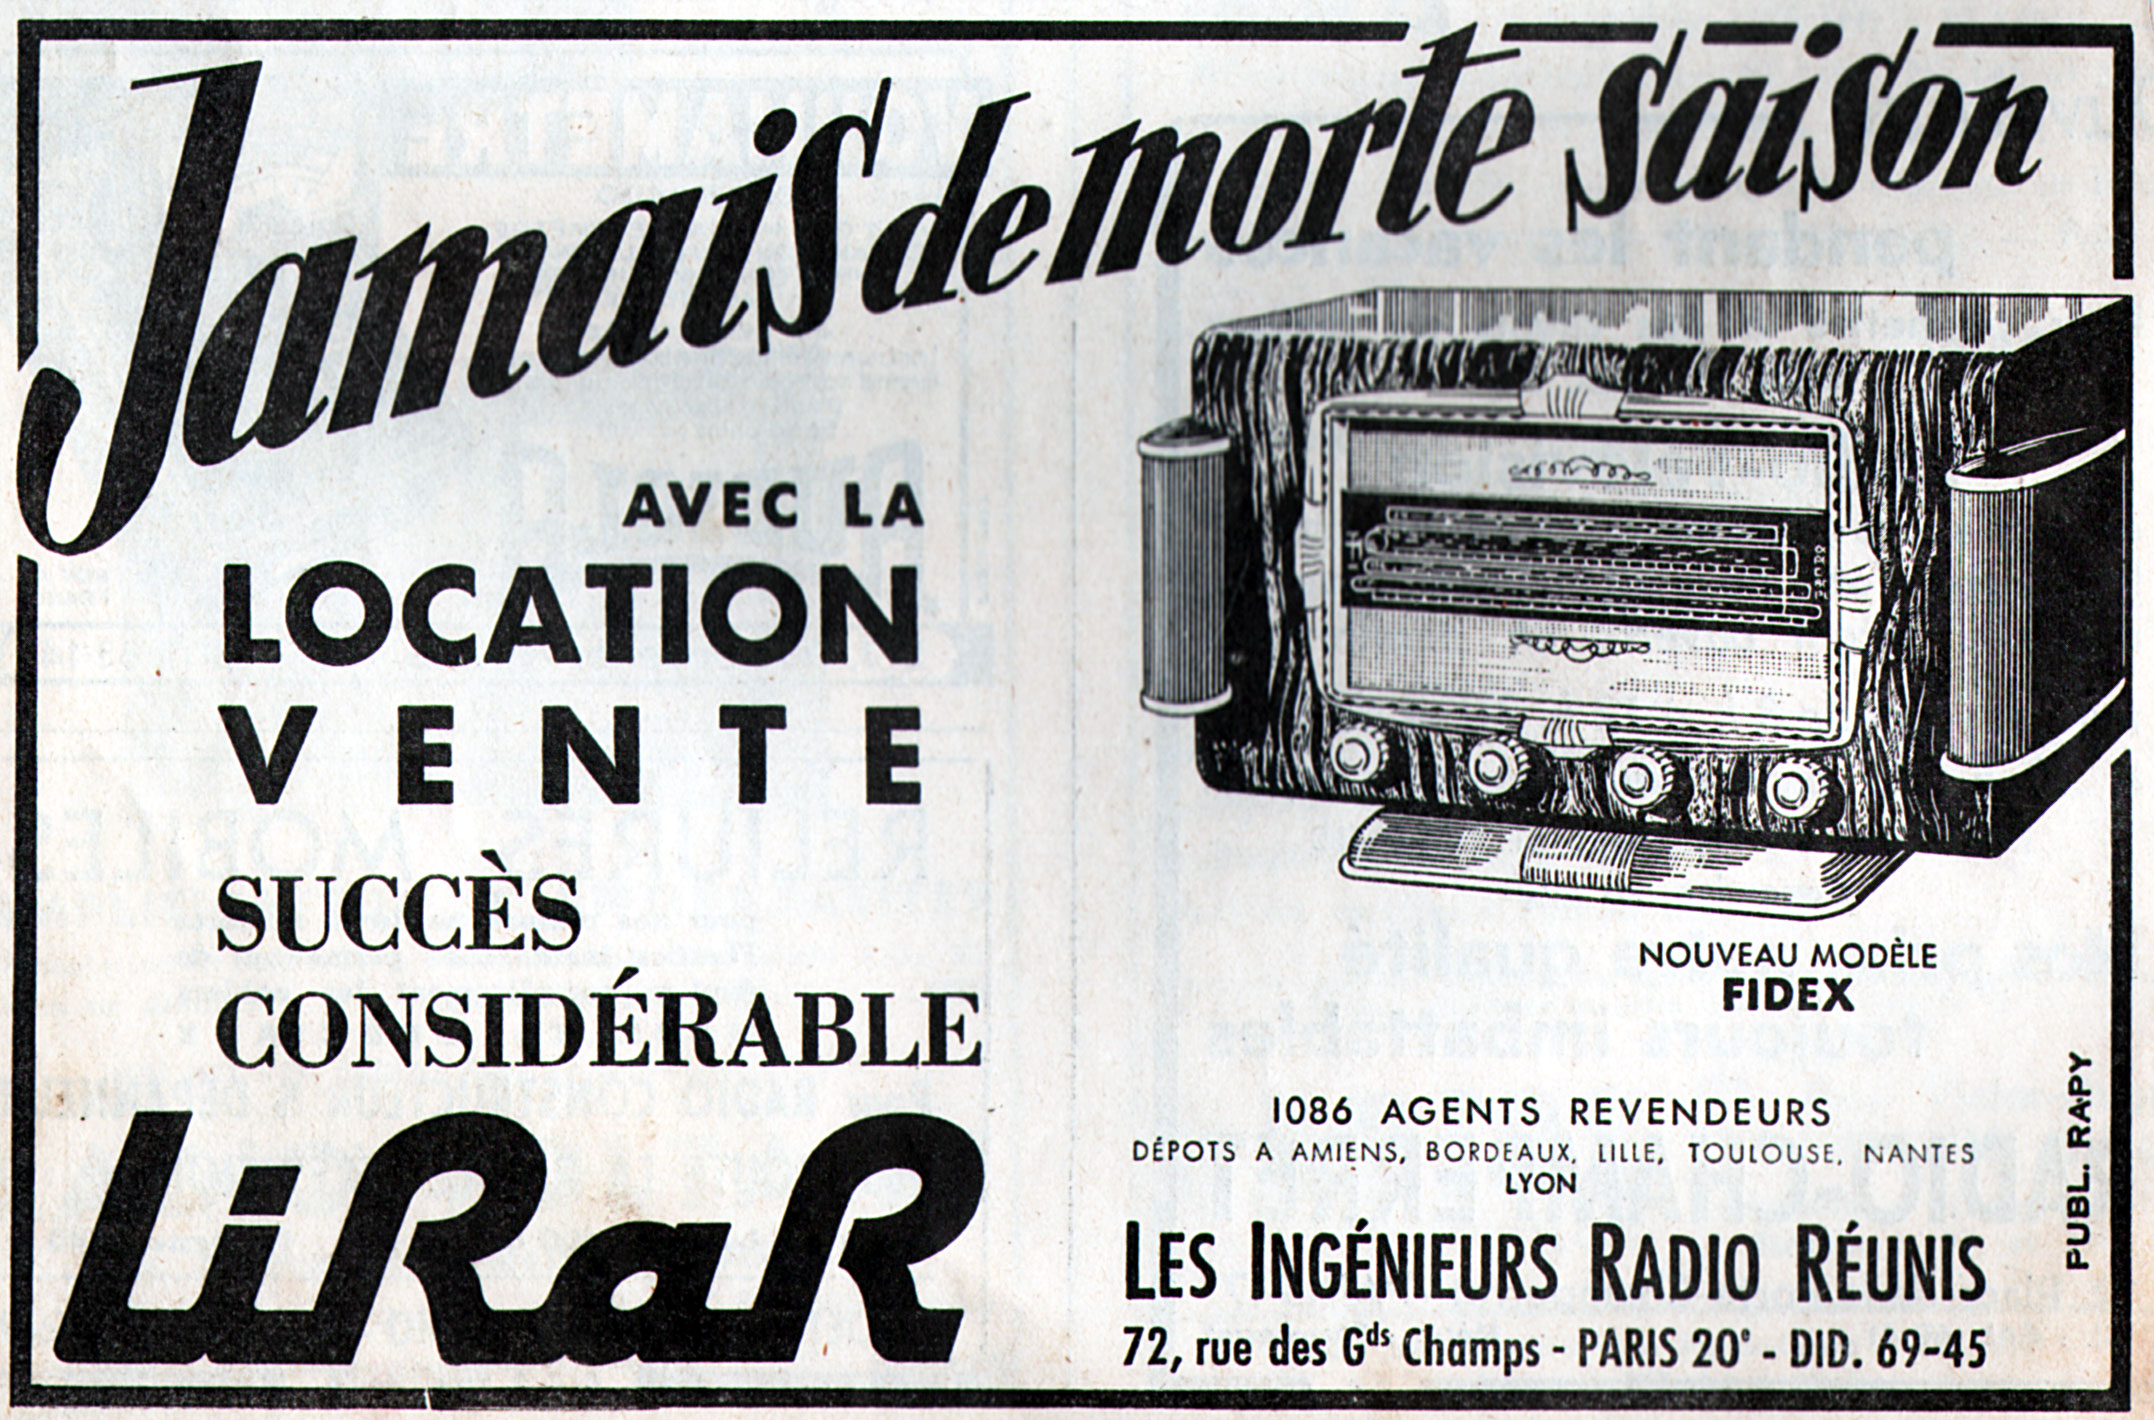 Jamais de morte saison
AVEC LA
LOCATION
VENTE
SUCCÈS
CONSIDÉRABLE
LiRaR
NOUVEAU MODÈLE
FIDEX
1086 AGENTS REVENDEURS
DÉPOTS A AMIENS, BORDEAUX, LILLE, TOULOUSE, NANTES
LYON
LES INGÉNIEURS RADIO RÉUNIS
72, rue des Gds Champs - PARIS 20e - DID. 69-45
PUBL. RAPY